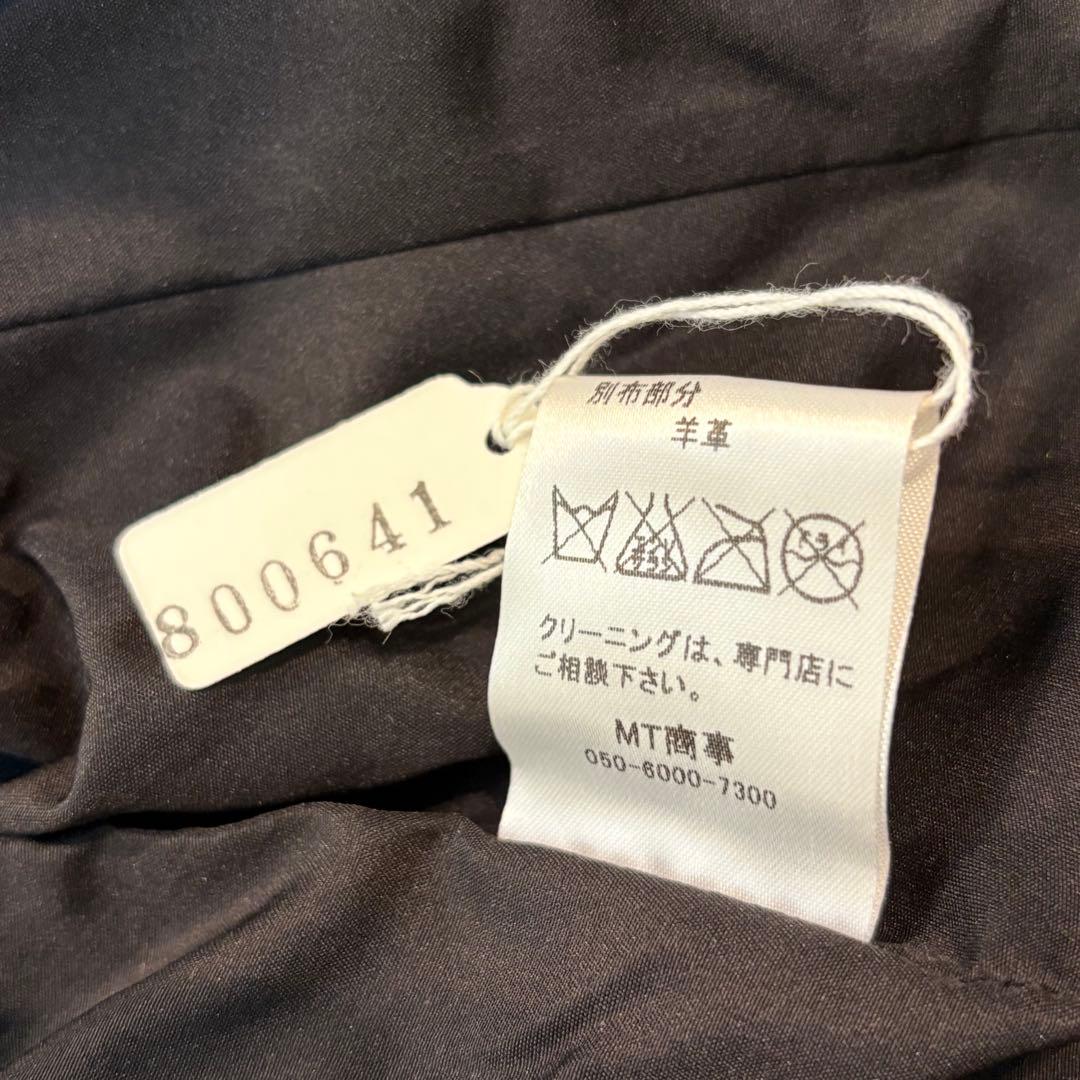 800641
別布部分
羊革
クリーニングは、専門店に
ご相談下さい。
MT商事
050-6000-7300